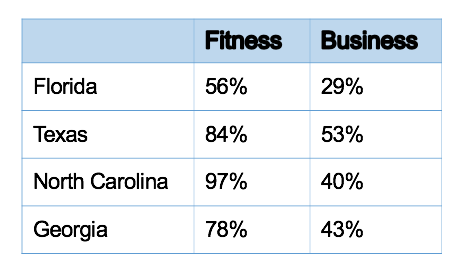 Fitness Business
Florida 56% 29%
Texas 84% 53%
North Carolina 97% 40%
Georgia 78% 43%